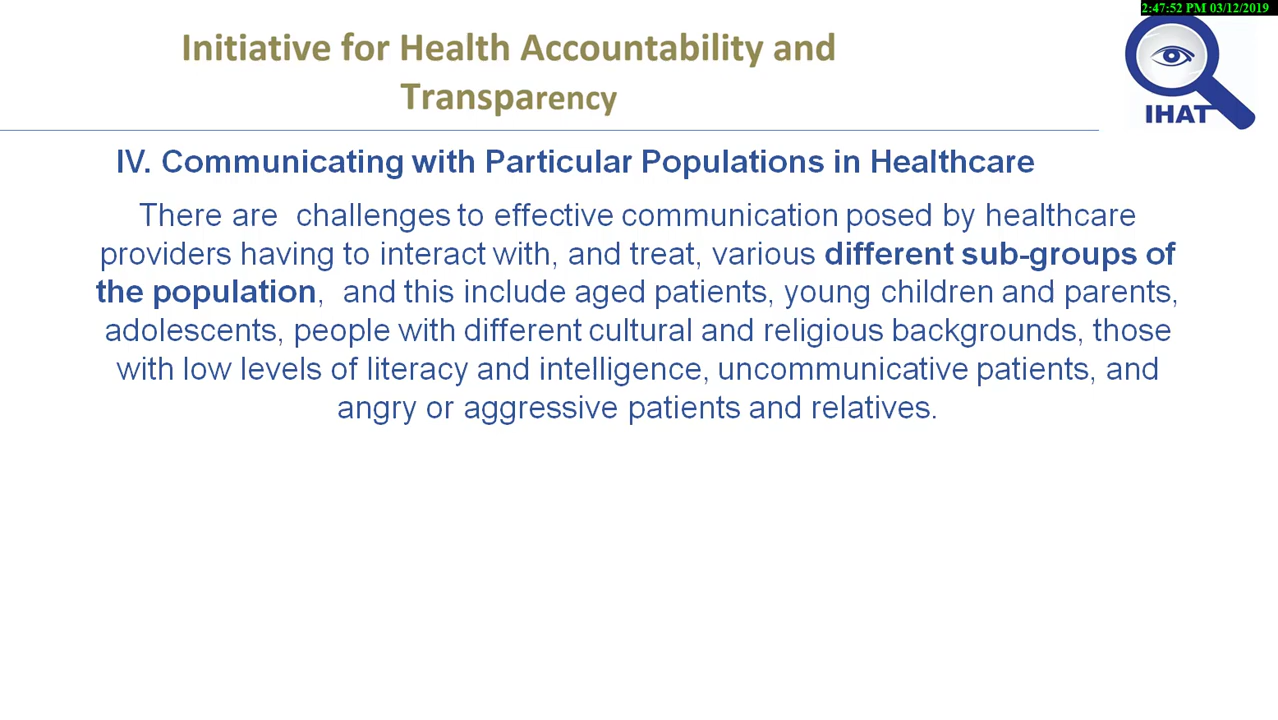 2:47:52 PM 03/12/2019
Initiative for Health Accountability and
Transparency
IHAT
IV. Communicating with Particular Populations in Healthcare
There are  challenges to effective communication posed by healthcare
providers having to interact with, and treat, various different sub-groups of
the population,  and this include aged patients, young children and parents,
adolescents, people with different cultural and religious backgrounds, those
with low levels of literacy and intelligence, uncommunicative patients, and
angry or aggressive patients and relatives.